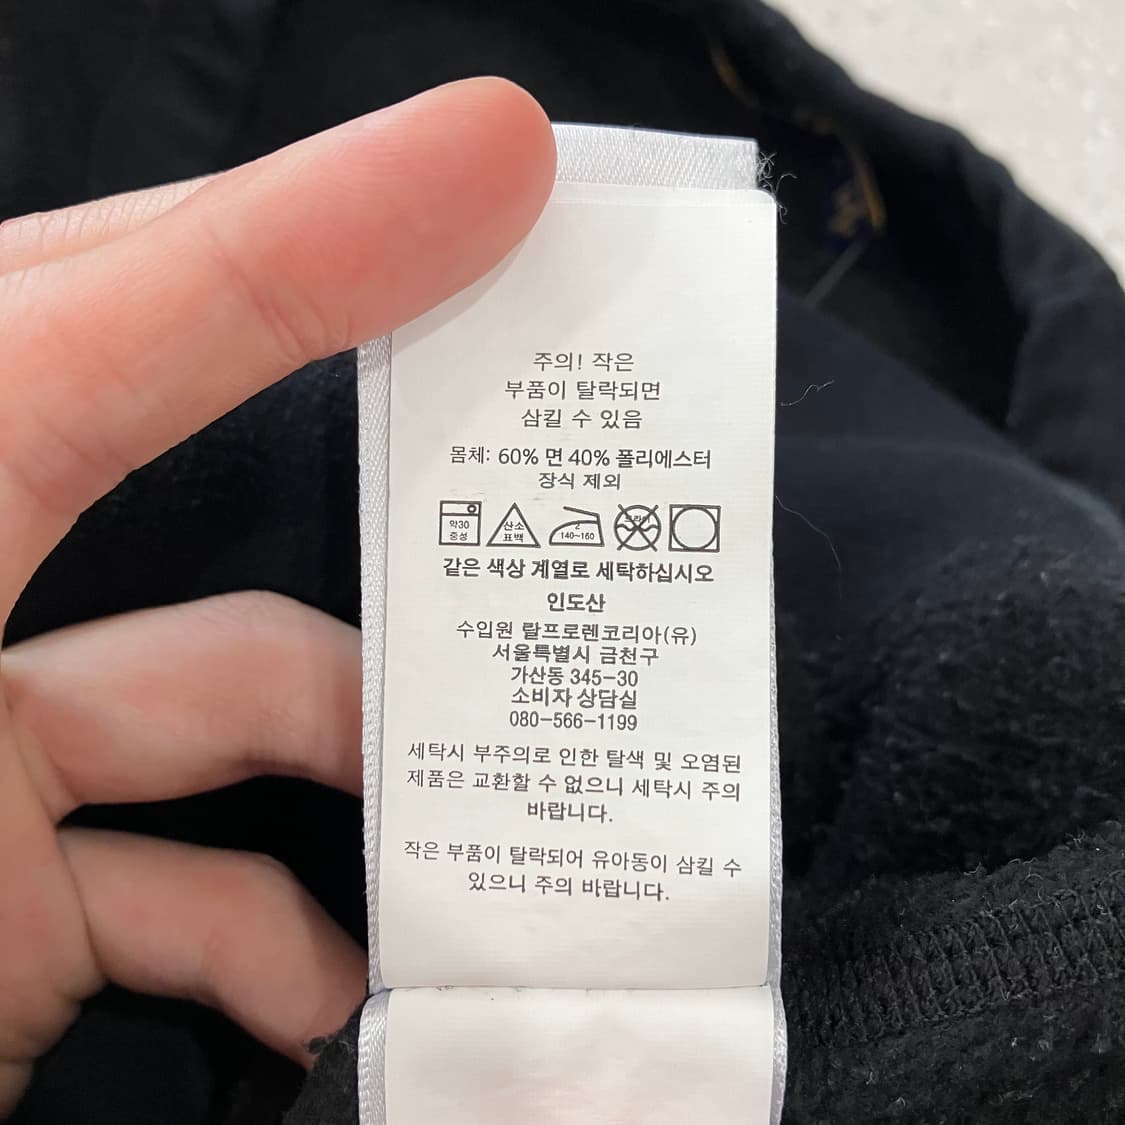 주의! 작은
부품이 탈락되면
삼킬 수 있음
몸체: 60% 면 40% 폴리에스터
장식 제외
약30
중성
산소
표백
2
140~160
드라이
같은 색상 계열로 세탁하십시오
인도산
수입원 랄프로렌코리아(유)
서울특별시 금천구
가산동 345-30
소비자 상담실
080-566-1199
세탁시 부주의로 인한 탈색 및 오염된
제품은 교환할 수 없으니 세탁시 주의
바랍니다.
작은 부품이 탈락되어 유아동이 삼킬 수
있으니 주의 바랍니다.